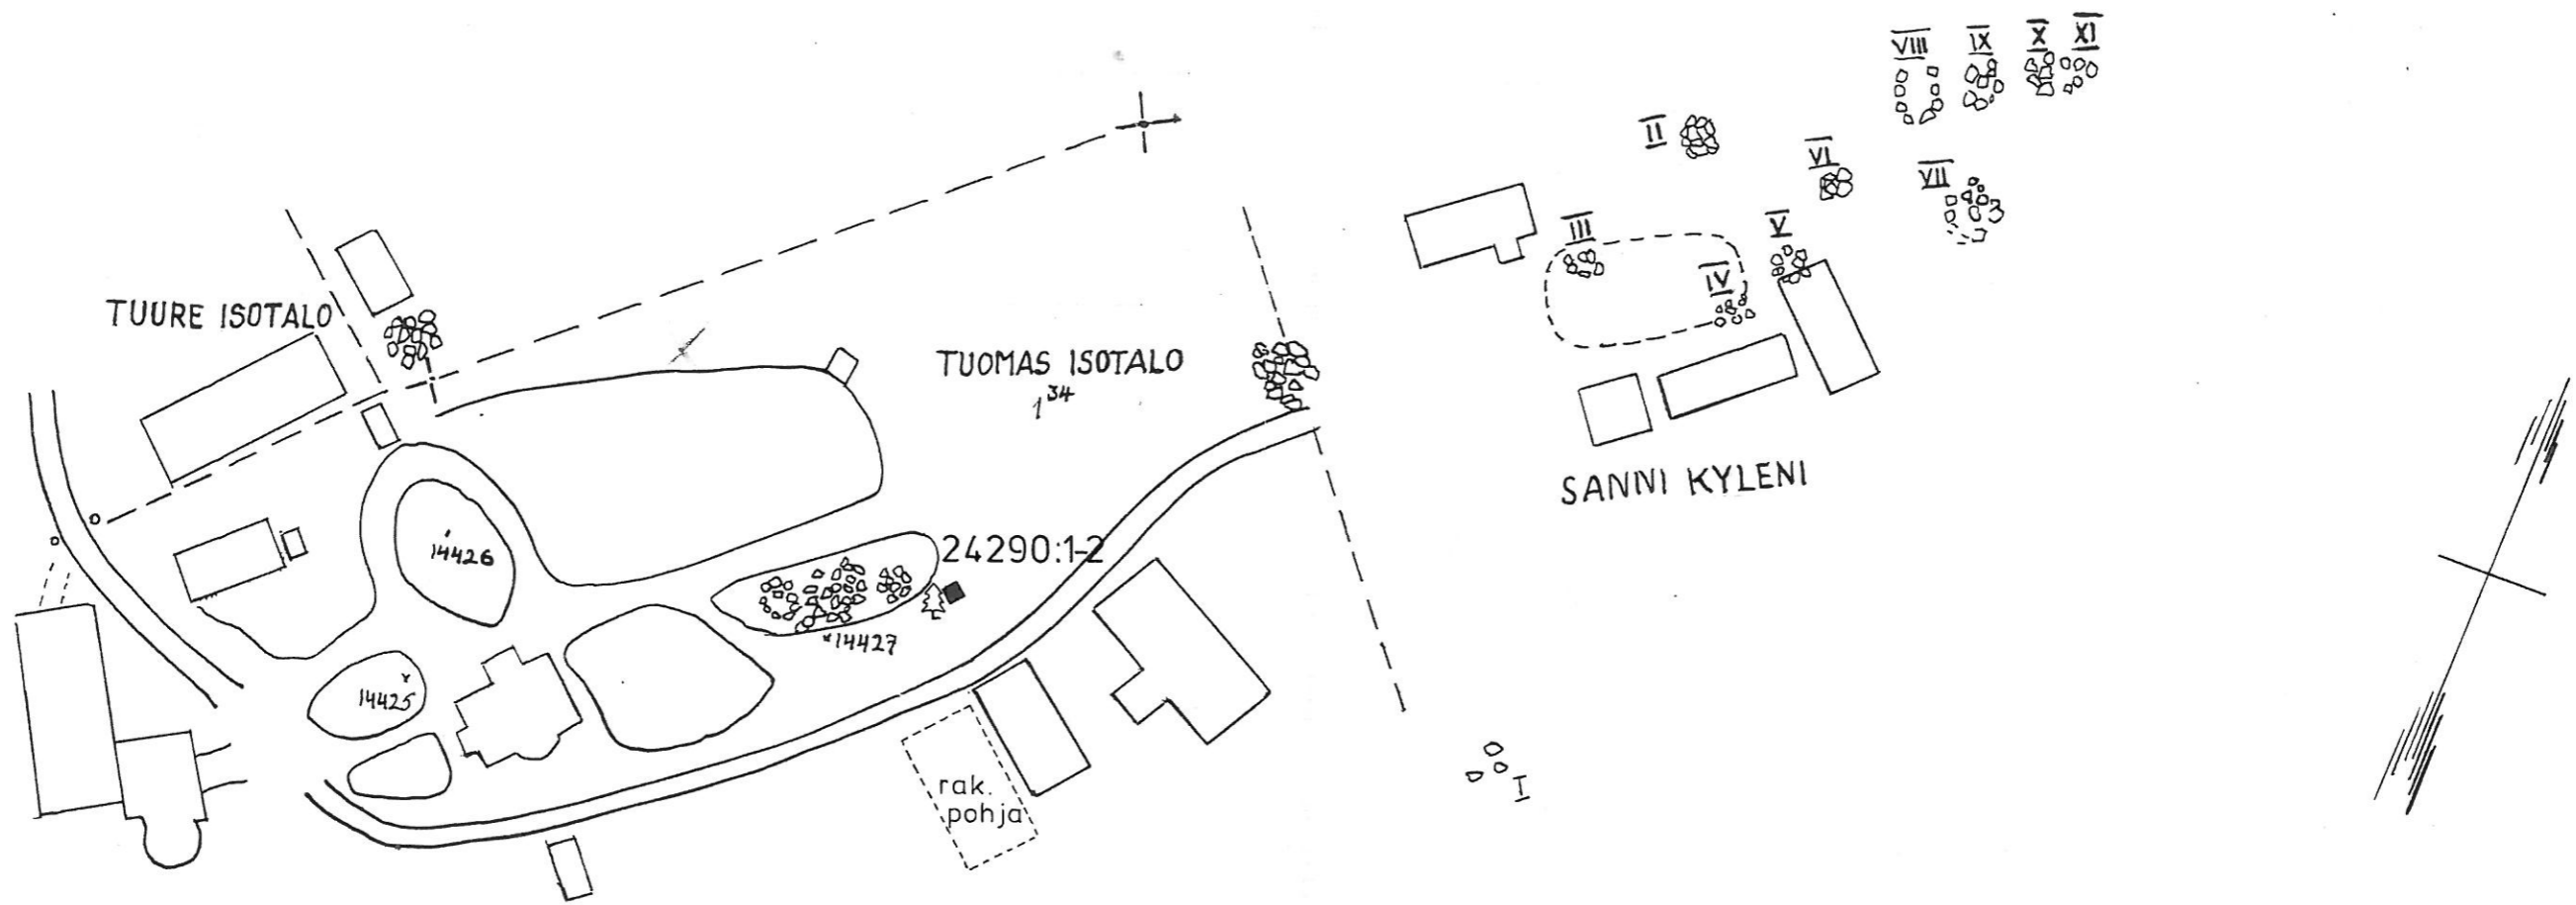 VIII IX X XI
II
VI
VII
III
V
IV
TUURE ISOTALO
TUOMAS ISOTALO
1³⁴
SANNI KYLENI
14426
24290:1-2
14427
14425
rak.
pohja
I